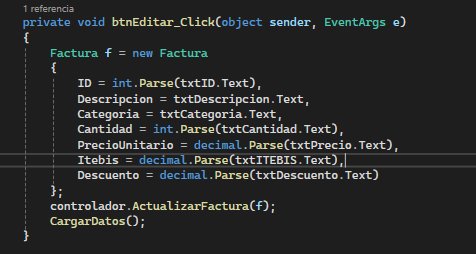 1 referencia
private void btnEditar_Click(object sender, EventArgs e)
{
Factura f = new Factura
{
ID = int.Parse(txtID.Text),
Descripcion = txtDescripcion.Text,
Categoria = txtCategoria.Text,
Cantidad = int.Parse(txtCantidad.Text),
PrecioUnitario = decimal.Parse(txtPrecio.Text),
Itebis = decimal.Parse(txtITEBIS.Text),
Descuento = decimal.Parse(txtDescuento.Text)
};
controlador.ActualizarFactura(f);
CargarDatos();
}